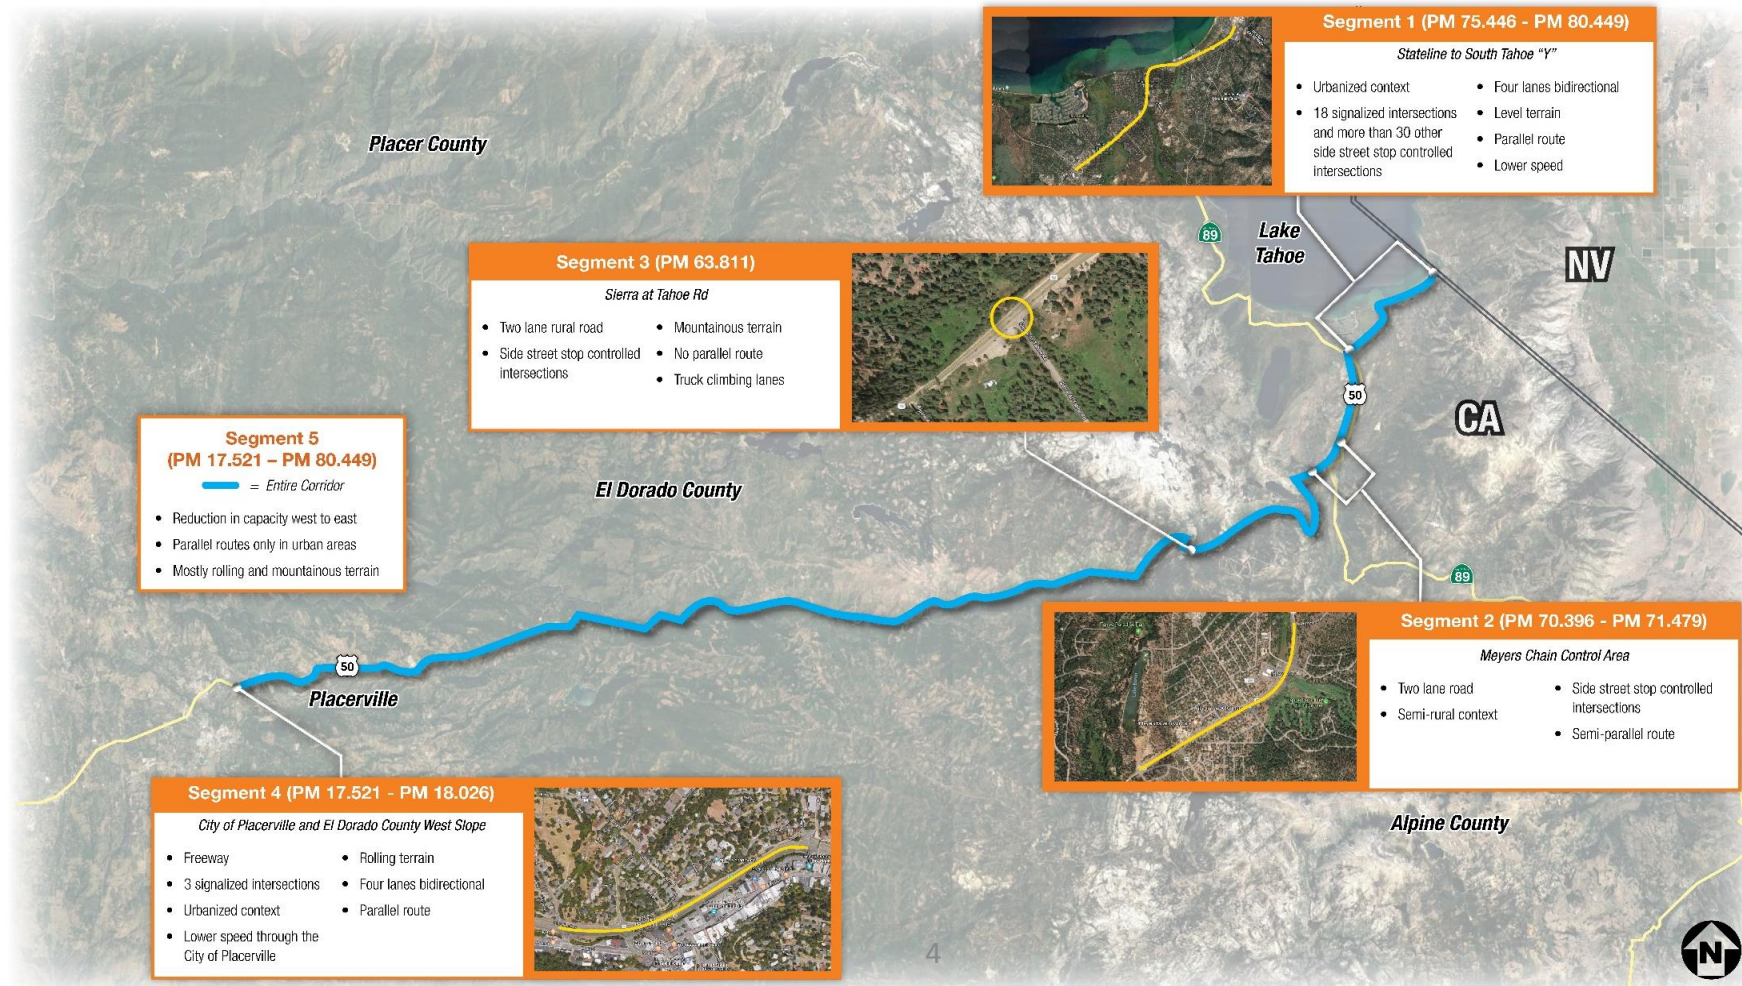 Segment 1 (PM 75.446 - PM 80.449)
Stateline to South Tahoe “Y”
• Urbanized context
• 18 signalized intersections
and more than 30 other
side street stop controlled
intersections
• Four lanes bidirectional
• Level terrain
• Parallel route
• Lower speed
Placer County
89
Lake
Tahoe
NV
Segment 3 (PM 63.811)
Sierra at Tahoe Rd
• Two lane rural road
• Side street stop controlled
intersections
• Mountainous terrain
• No parallel route
• Truck climbing lanes
50
CA
Segment 5
(PM 17.521 – PM 80.449)
= Entire Corridor
• Reduction in capacity west to east
• Parallel routes only in urban areas
• Mostly rolling and mountainous terrain
El Dorado County
89
Segment 2 (PM 70.396 - PM 71.479)
Meyers Chain Control Area
• Two lane road
• Semi-rural context
• Side street stop controlled
intersections
• Semi-parallel route
50
Placerville
Segment 4 (PM 17.521 - PM 18.026)
City of Placerville and El Dorado County West Slope
• Freeway
• 3 signalized intersections
• Urbanized context
• Lower speed through the
City of Placerville
• Rolling terrain
• Four lanes bidirectional
• Parallel route
Alpine County
4
N